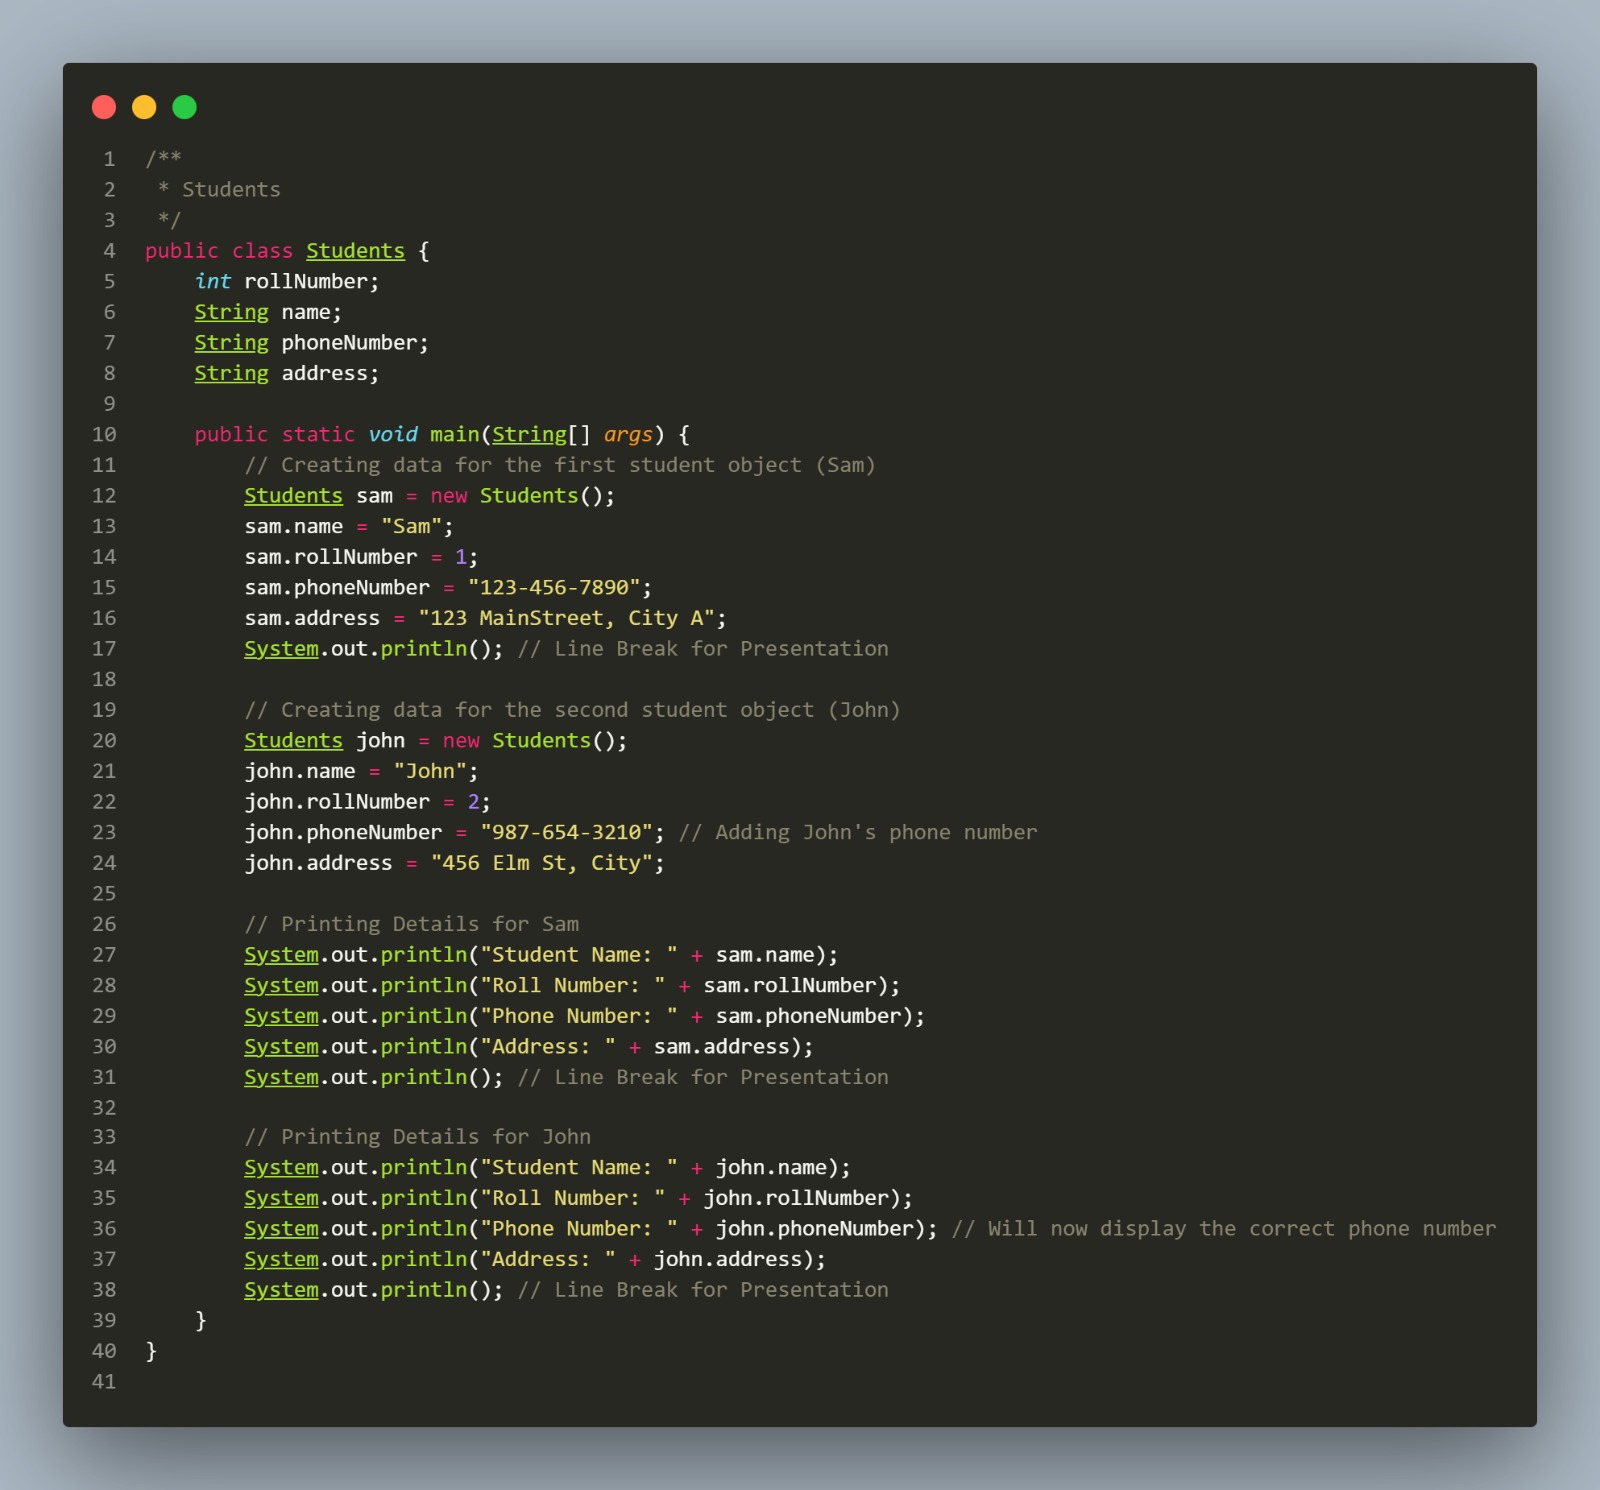 1 /**
2  * Students
3  */
4 public class Students {
5     int rollNumber;
6     String name;
7     String phoneNumber;
8     String address;
9
10     public static void main(String[] args) {
11         // Creating data for the first student object (Sam)
12         Students sam = new Students();
13         sam.name = "Sam";
14         sam.rollNumber = 1;
15         sam.phoneNumber = "123-456-7890";
16         sam.address = "123 MainStreet, City A";
17         System.out.println(); // Line Break for Presentation
18
19         // Creating data for the second student object (John)
20         Students john = new Students();
21         john.name = "John";
22         john.rollNumber = 2;
23         john.phoneNumber = "987-654-3210"; // Adding John's phone number
24         john.address = "456 Elm St, City";
25
26         // Printing Details for Sam
27         System.out.println("Student Name: " + sam.name);
28         System.out.println("Roll Number: " + sam.rollNumber);
29         System.out.println("Phone Number: " + sam.phoneNumber);
30         System.out.println("Address: " + sam.address);
31         System.out.println(); // Line Break for Presentation
32
33         // Printing Details for John
34         System.out.println("Student Name: " + john.name);
35         System.out.println("Roll Number: " + john.rollNumber);
36         System.out.println("Phone Number: " + john.phoneNumber); // Will now display the correct phone number
37         System.out.println("Address: " + john.address);
38         System.out.println(); // Line Break for Presentation
39     }
40 }
41